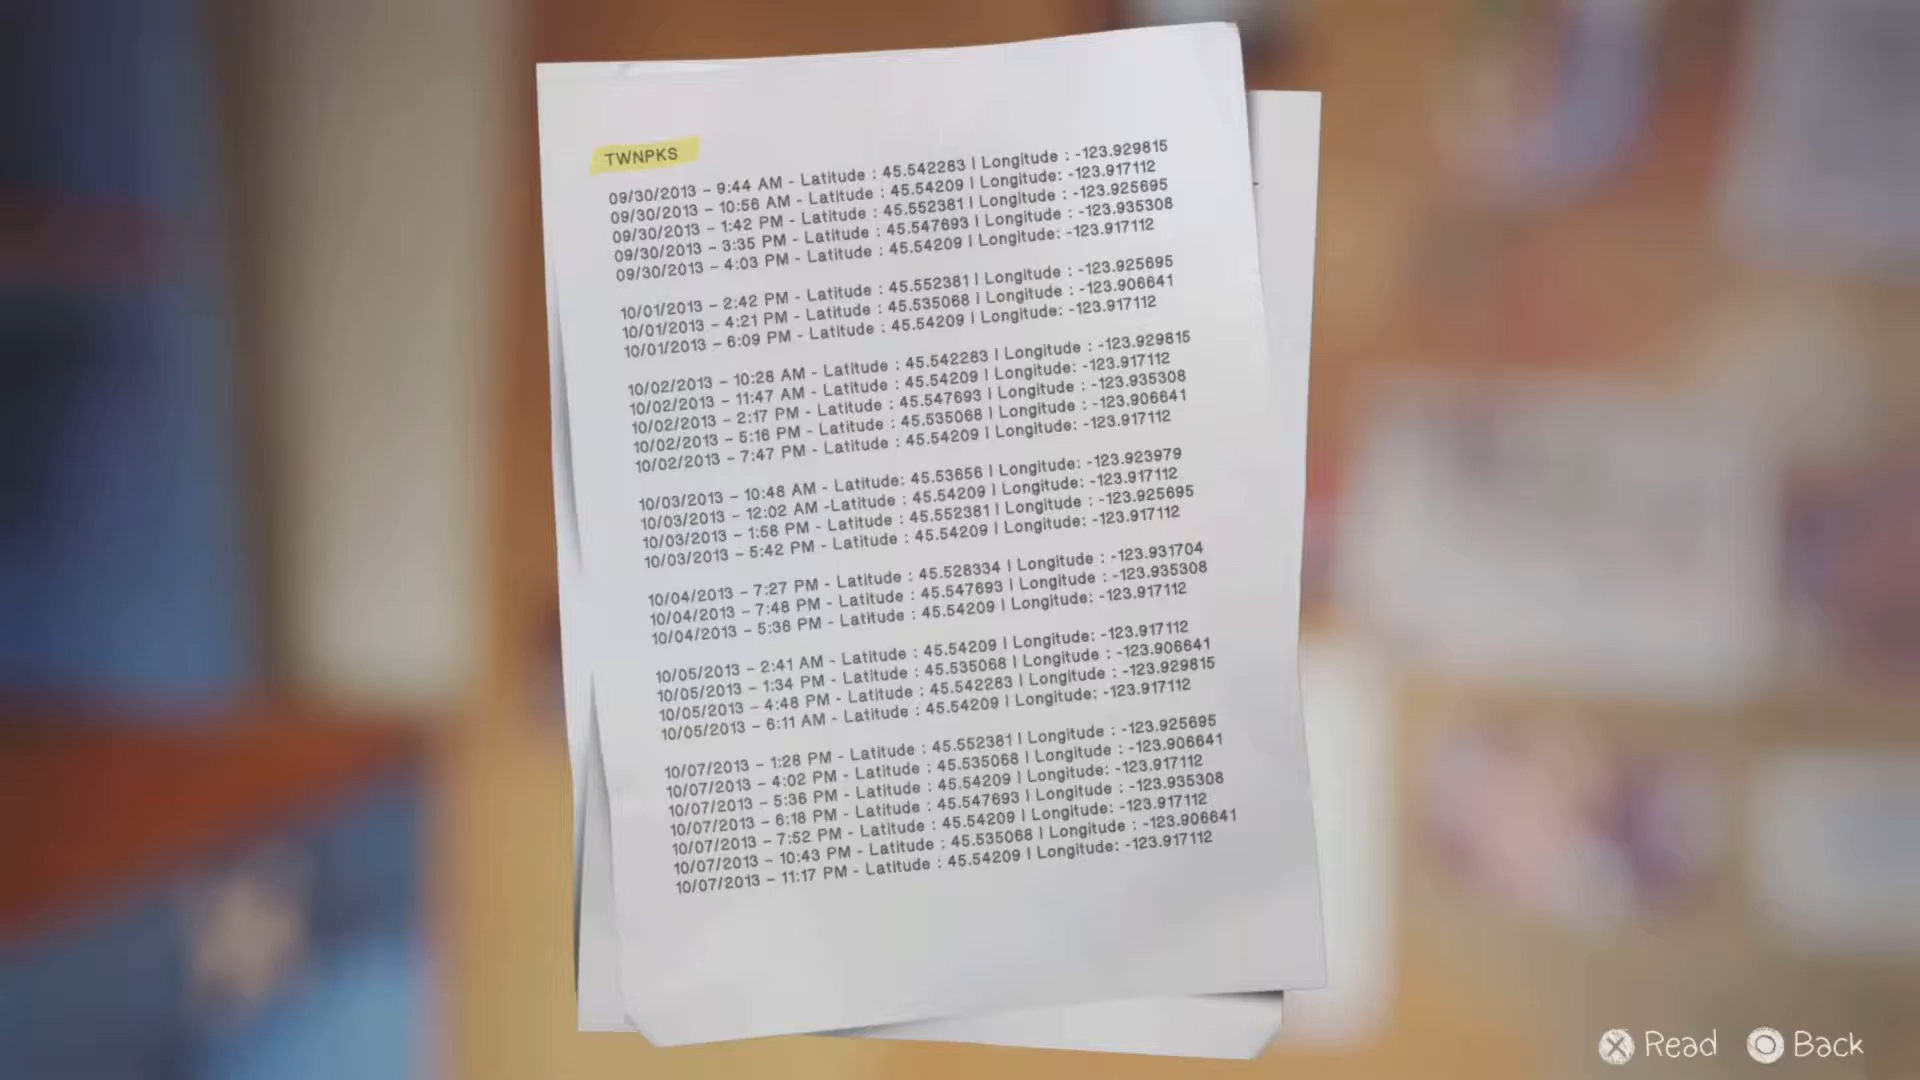 TWNPKS
09/30/2013 – 9:44 AM - Latitude : 45.542283 | Longitude : -123.929815
09/30/2013 – 10:56 AM - Latitude : 45.54209 | Longitude: -123.917112
09/30/2013 – 1:42 PM - Latitude : 45.552381 | Longitude : -123.925695
09/30/2013 – 3:35 PM - Latitude : 45.547693 | Longitude : -123.935308
09/30/2013 – 4:03 PM - Latitude : 45.54209 | Longitude: -123.917112
10/01/2013 – 2:42 PM - Latitude : 45.552381 | Longitude : -123.925695
10/01/2013 – 4:21 PM - Latitude : 45.535068 | Longitude : -123.906641
10/01/2013 – 6:09 PM - Latitude : 45.54209 | Longitude: -123.917112
10/02/2013 – 10:28 AM - Latitude : 45.542283 | Longitude : -123.929815
10/02/2013 – 11:47 AM - Latitude : 45.54209 | Longitude: -123.917112
10/02/2013 – 2:17 PM - Latitude : 45.547693 | Longitude : -123.935308
10/02/2013 – 5:16 PM - Latitude : 45.535068 | Longitude : -123.906641
10/02/2013 – 7:47 PM - Latitude : 45.54209 | Longitude: -123.917112
10/03/2013 – 10:48 AM - Latitude: 45.53656 | Longitude: -123.923979
10/03/2013 – 12:02 AM -Latitude : 45.54209 | Longitude: -123.917112
10/03/2013 – 1:58 PM - Latitude : 45.552381 | Longitude : -123.925695
10/03/2013 – 5:42 PM - Latitude : 45.54209 | Longitude: -123.917112
10/04/2013 – 7:27 PM - Latitude : 45.528334 | Longitude : -123.931704
10/04/2013 – 7:48 PM - Latitude : 45.547693 | Longitude : -123.935308
10/04/2013 – 5:36 PM - Latitude : 45.54209 | Longitude: -123.917112
10/05/2013 – 2:41 AM - Latitude : 45.54209 | Longitude: -123.917112
10/05/2013 – 1:34 PM - Latitude : 45.535068 | Longitude : -123.906641
10/05/2013 – 4:48 PM - Latitude : 45.542283 | Longitude : -123.929815
10/05/2013 – 6:11 AM - Latitude : 45.54209 | Longitude: -123.917112
10/07/2013 – 1:28 PM - Latitude : 45.552381 | Longitude : -123.925695
10/07/2013 – 4:02 PM - Latitude : 45.535068 | Longitude : -123.906641
10/07/2013 – 5:36 PM - Latitude : 45.54209 | Longitude: -123.917112
10/07/2013 – 6:18 PM - Latitude : 45.547693 | Longitude : -123.935308
10/07/2013 – 7:52 PM - Latitude : 45.54209 | Longitude: -123.917112
10/07/2013 – 10:43 PM - Latitude : 45.535068 | Longitude : -123.906641
10/07/2013 – 11:17 PM - Latitude : 45.54209 | Longitude: -123.917112
Read
Back